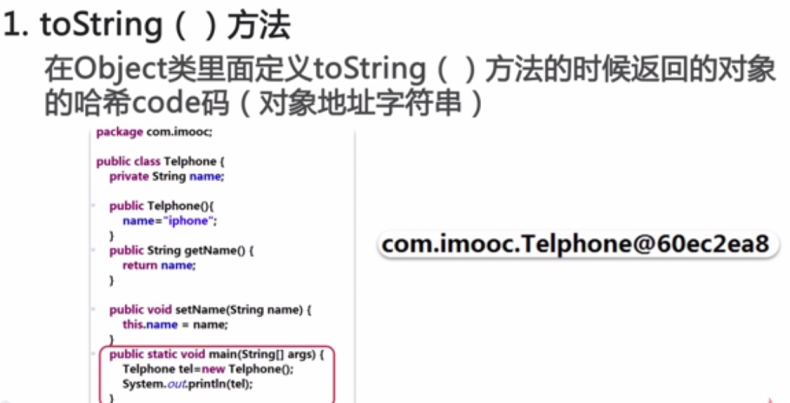 1. toString（ ）方法
在Object类里面定义toString（ ）方法的时候返回的对象
的哈希code码（对象地址字符串）
package com.imooc;
public class Telphone {
private String name;
public Telphone(){
name="iphone";
}
public String getName() {
return name;
}
public void setName(String name) {
this.name = name;
}
public static void main(String[] args) {
Telphone tel=new Telphone();
System.out.println(tel);
}
com.imooc.Telphone@60ec2ea8